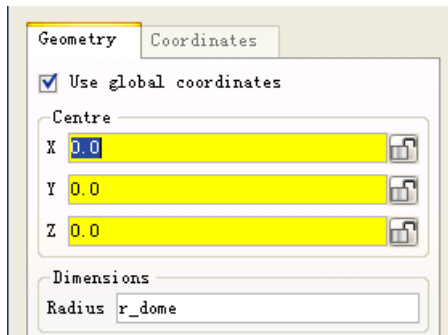 Geometry Coordinates
Use global coordinates
Centre
X 0.0
Y 0.0
Z 0.0
Dimensions
Radius r_dome